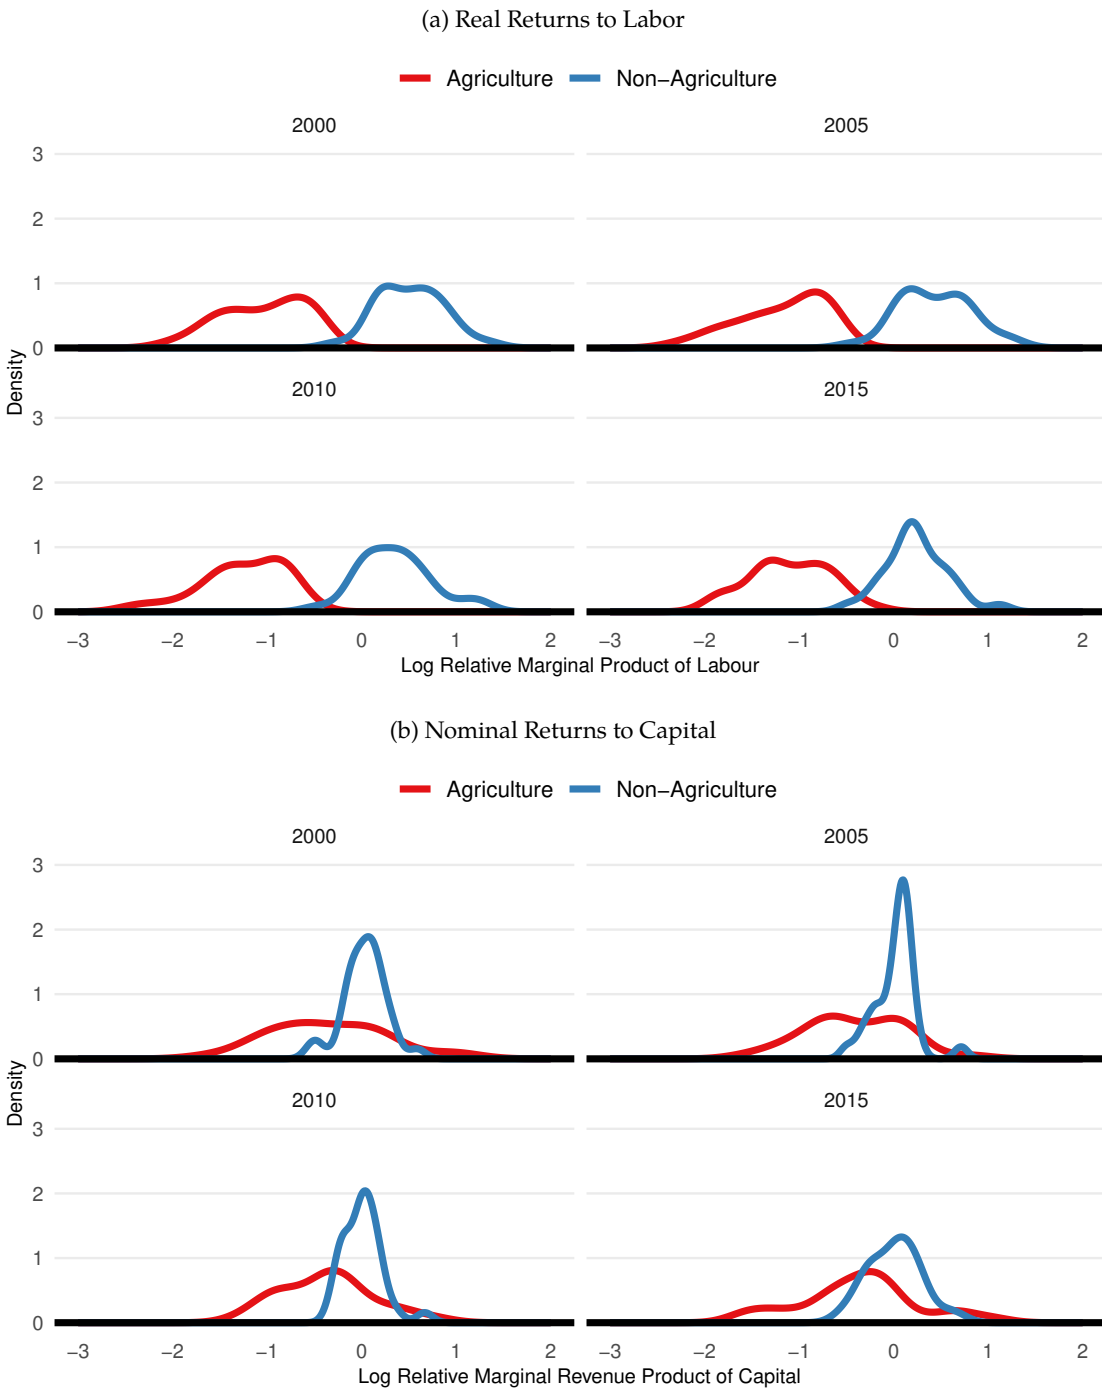 (a) Real Returns to Labor
Agriculture Non−Agriculture
2000 2005
3
2
1
0
2010 2015
3
2
1
0
Density
−3 −2 −1 0 1 2 −3 −2 −1 0 1 2
Log Relative Marginal Product of Labour
(b) Nominal Returns to Capital
Agriculture Non−Agriculture
2000 2005
3
2
1
0
2010 2015
3
2
1
0
Density
−3 −2 −1 0 1 2 −3 −2 −1 0 1 2
Log Relative Marginal Revenue Product of Capital